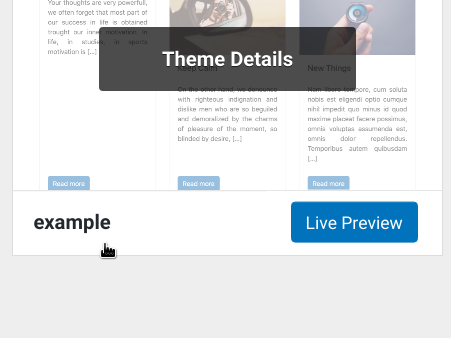 Your thoughts are very powerfull,
we often forget that most part of
our success in life is obtained
trought our inner motivation. In
life, in studies, in sports
motivation is [...]
Theme Details
Keep Calm
On the other hand, we denounce
with righteous indignation and
dislike men who are so beguiled
and demoralized by the charms
of pleasure of the moment, so
blinded by desire, [...]
New Things
Nam libero tempore, cum soluta
nobis est eligendi optio cumque
nihil impedit quo minus id quod
maxime placeat facere possimus,
omnis voluptas assumenda est,
omnis dolor repellendus.
Temporibus autem quibusdam
[...]
Read more
Read more
Read more
example
Live Preview